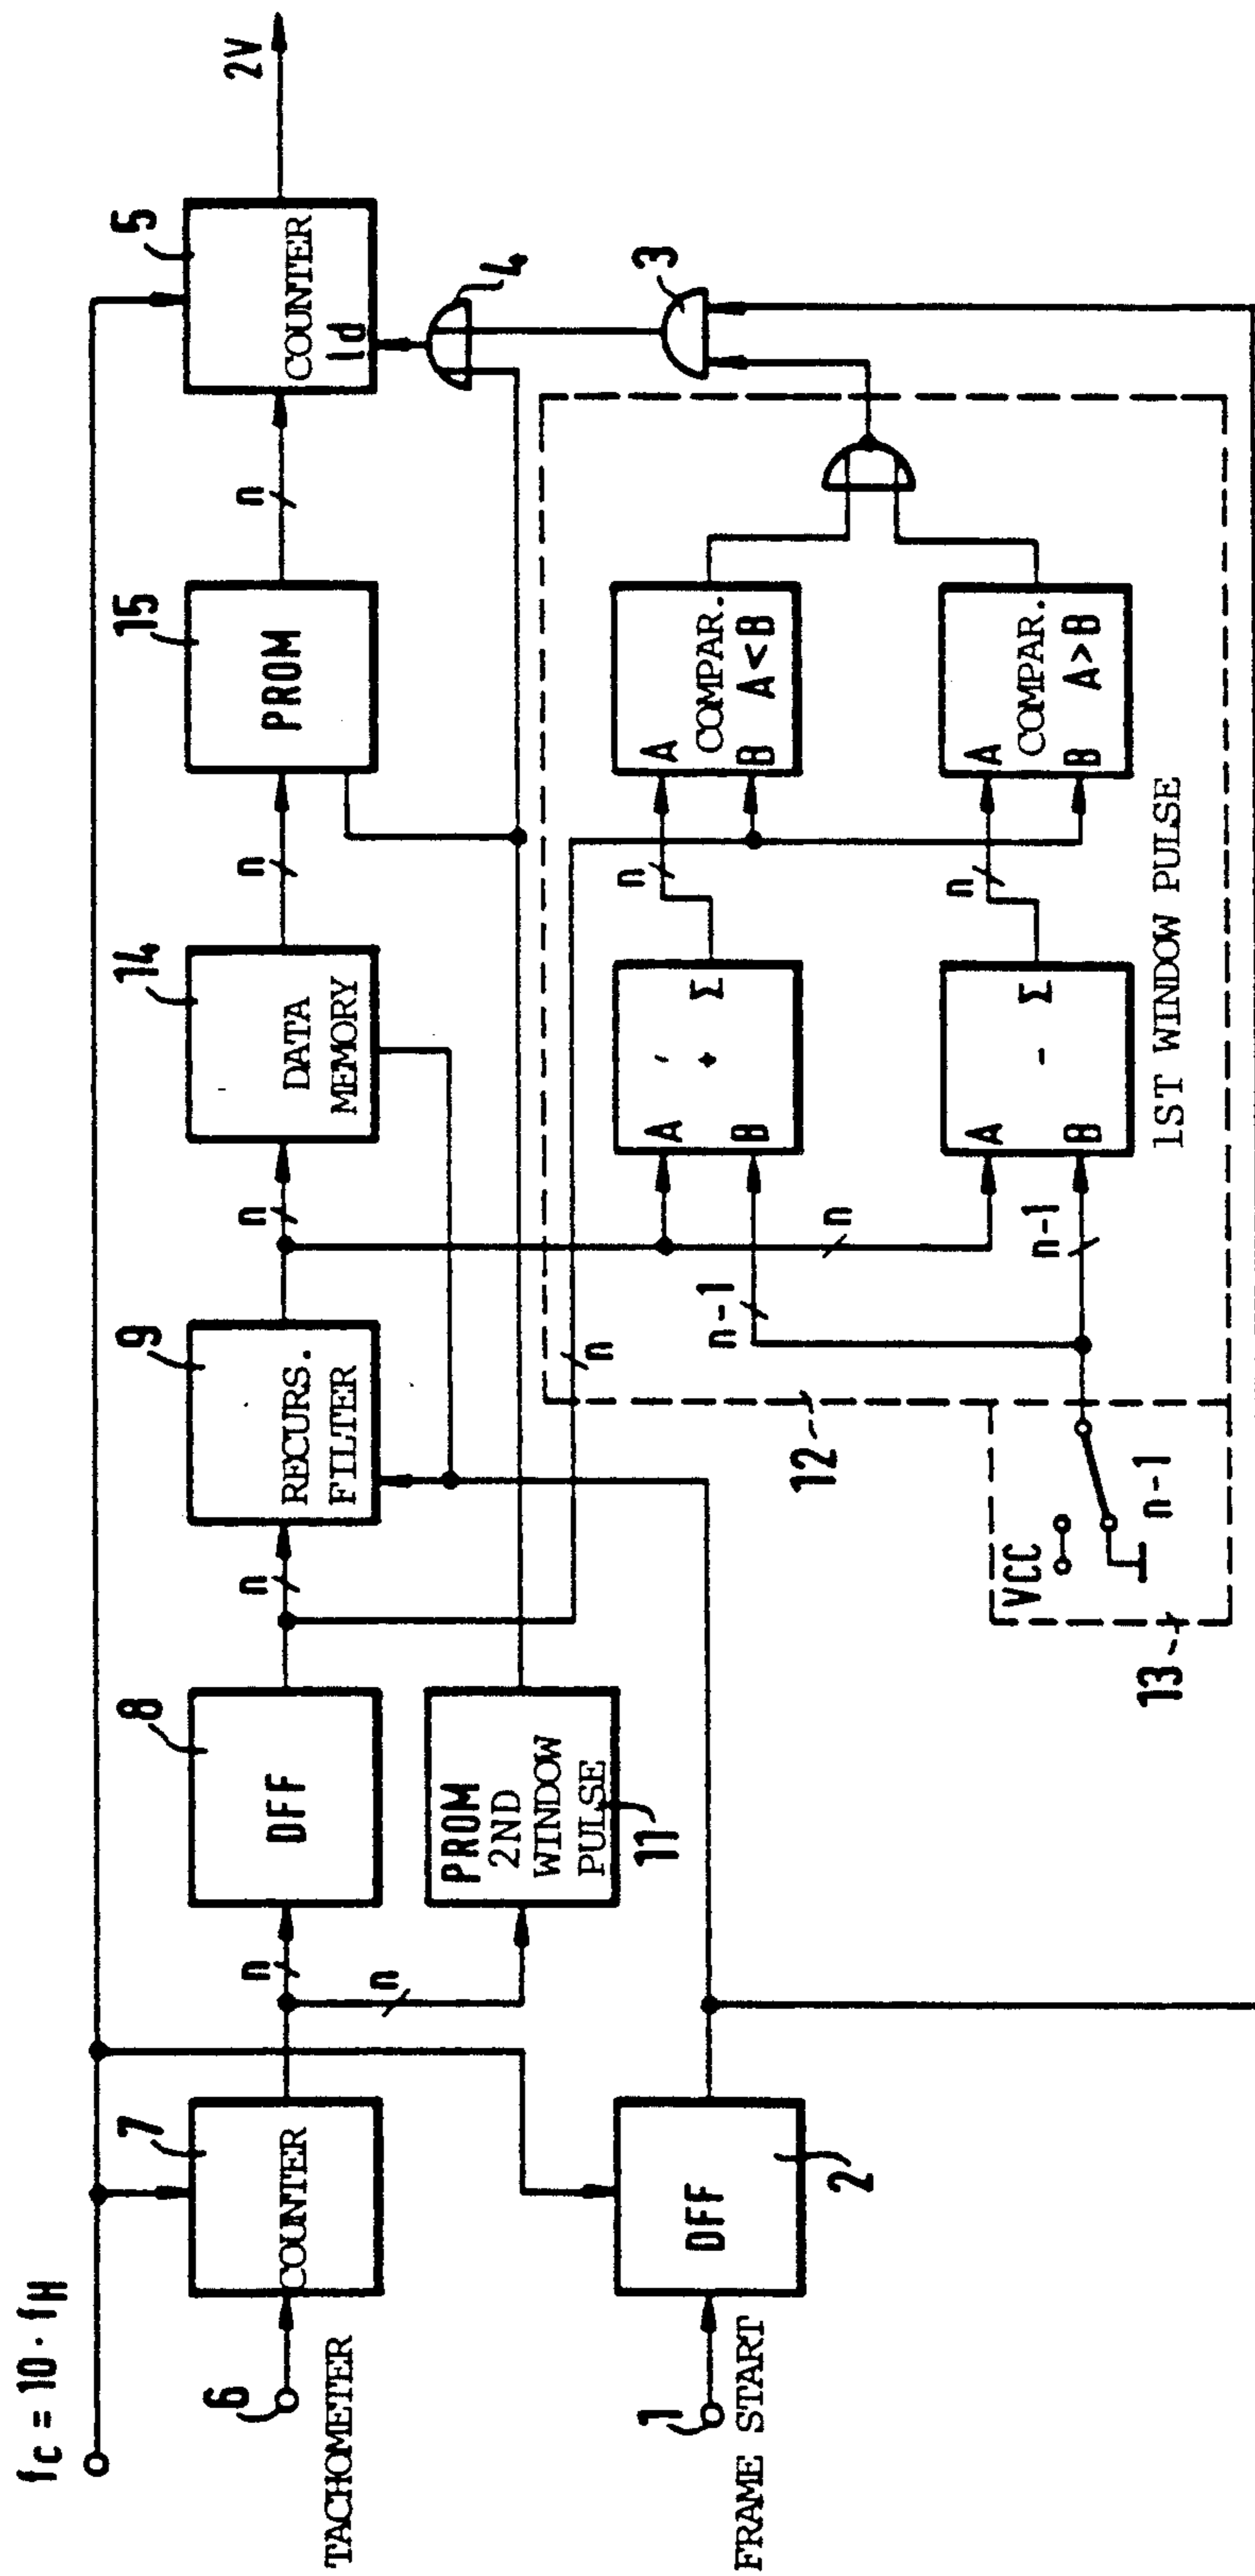 fC = 10 · fH
6
TACHOMETER
7
COUNTER
n
n
8
DFF
n
9
RECURS.
FILTER
n
14
DATA
MEMORY
n
15
PROM
n
5
COUNTER
ld
2V
PROM
2ND
WINDOW
PULSE
11
4
3
1
FRAME START
DFF
2
n
12
13
VCC
n-1
n-1
n-1
n
A
B
+
Σ
n
A
COMPAR.
B
A<B
A
B
-
Σ
n
A
COMPAR.
B
A>B
1ST WINDOW PULSE